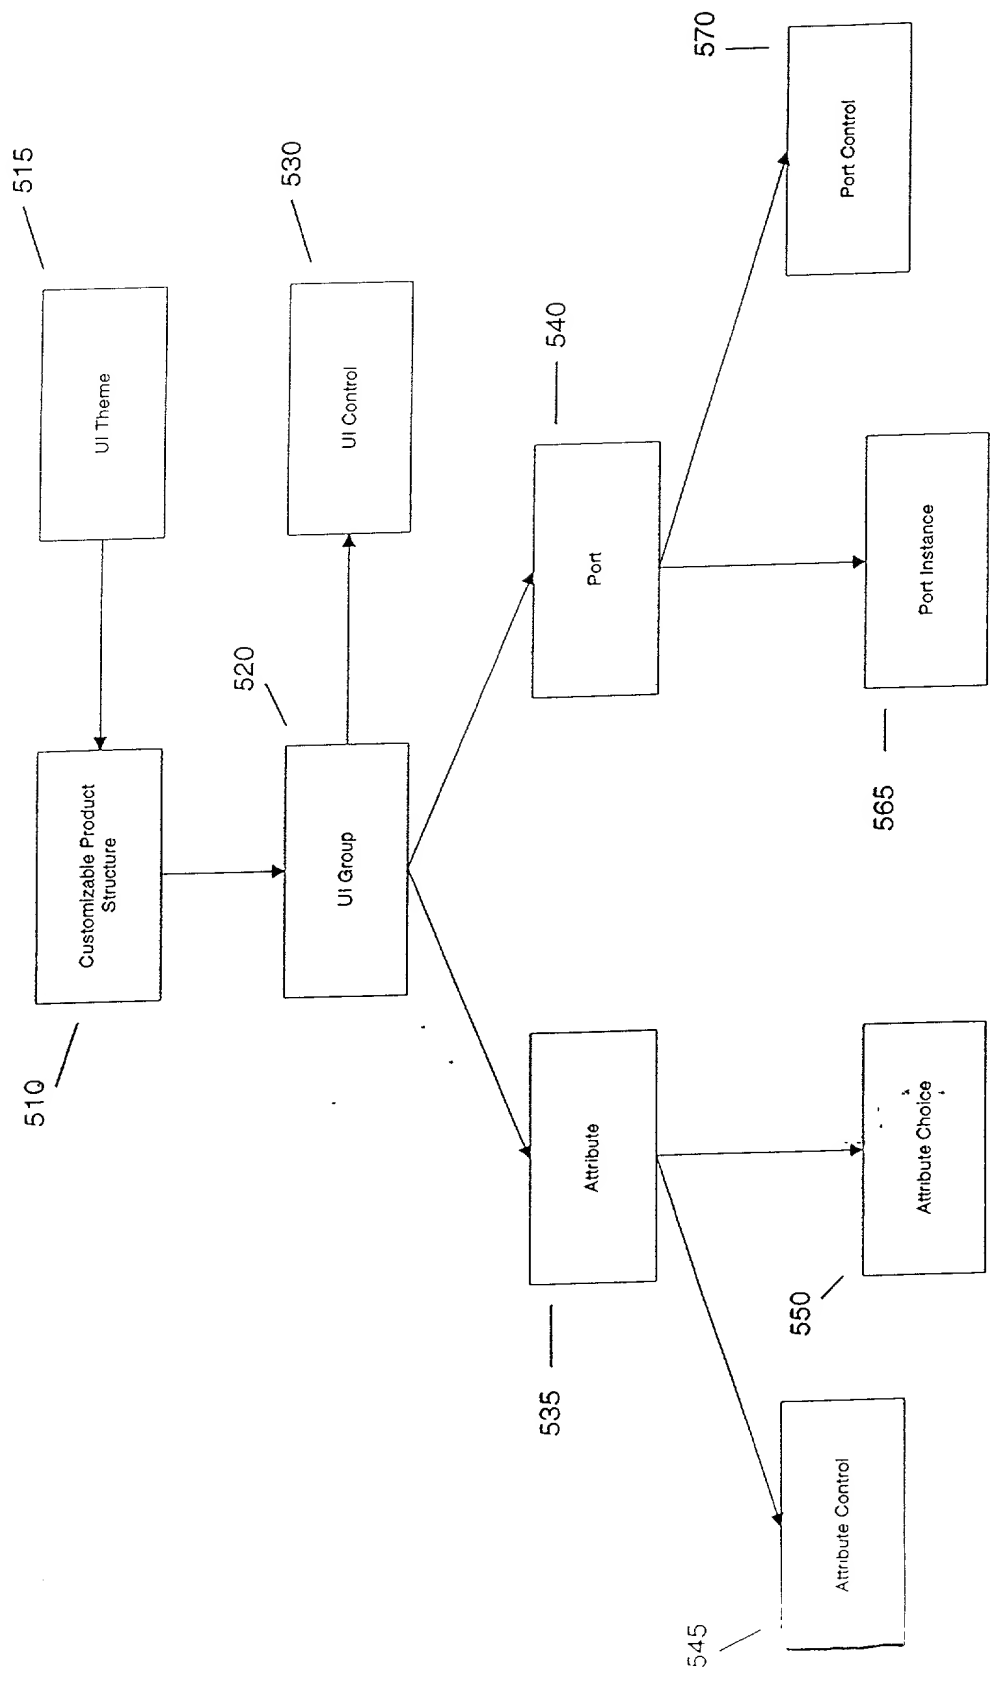 510
Customizable Product
Structure
UI Theme
515
520
UI Group
UI Control
530
535
Attribute
Port
540
545
Attribute Control
550
Attribute Choice
565
Port Instance
Port Control
570